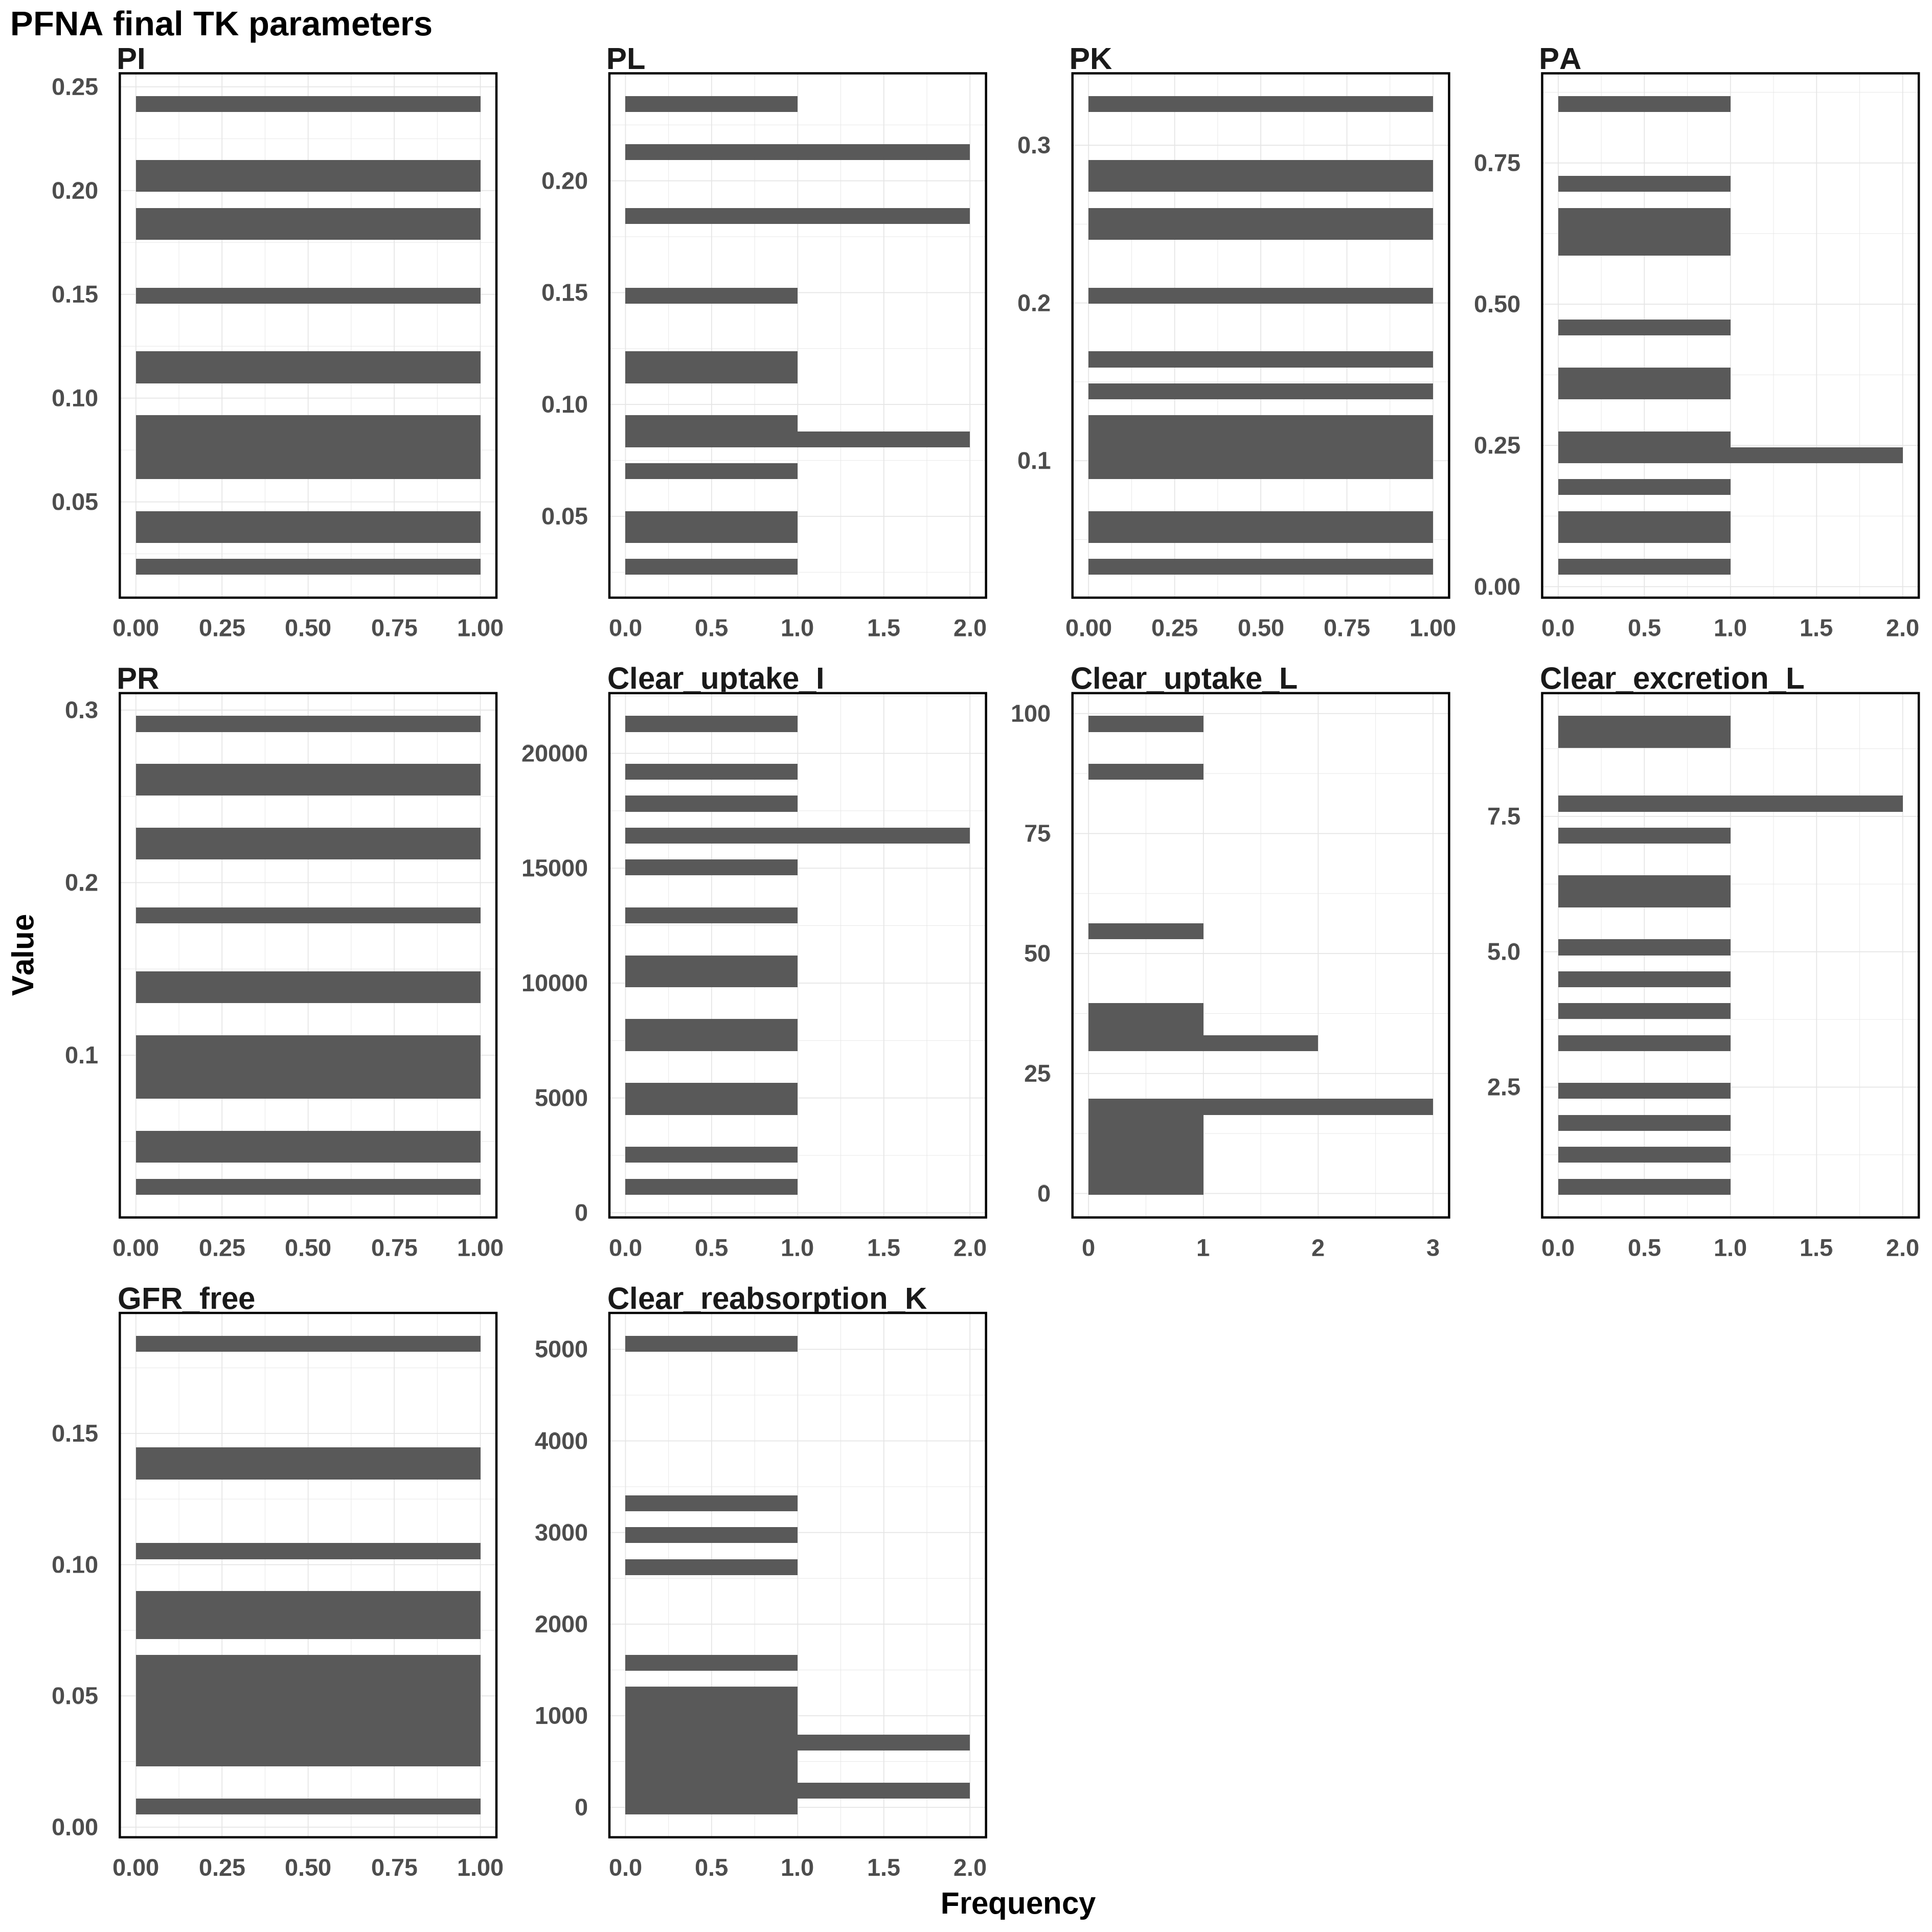 PFNA final TK parameters
PI PL PK PA
0.25
0.20
0.15
0.10
0.05
0.00 0.25 0.50 0.75 1.00
0.20
0.15
0.10
0.05
0.0 0.5 1.0 1.5 2.0
0.3
0.2
0.1
0.00 0.25 0.50 0.75 1.00
0.75
0.50
0.25
0.00
0.0 0.5 1.0 1.5 2.0
PR Clear_uptake_I Clear_uptake_L Clear_excretion_L
Value
0.3
0.2
0.1
0.00 0.25 0.50 0.75 1.00
20000
15000
10000
5000
0
0.0 0.5 1.0 1.5 2.0
100
75
50
25
0
0 1 2 3
7.5
5.0
2.5
0.0 0.5 1.0 1.5 2.0
GFR_free Clear_reabsorption_K
0.15
0.10
0.05
0.00
0.00 0.25 0.50 0.75 1.00
5000
4000
3000
2000
1000
0
0.0 0.5 1.0 1.5 2.0
Frequency